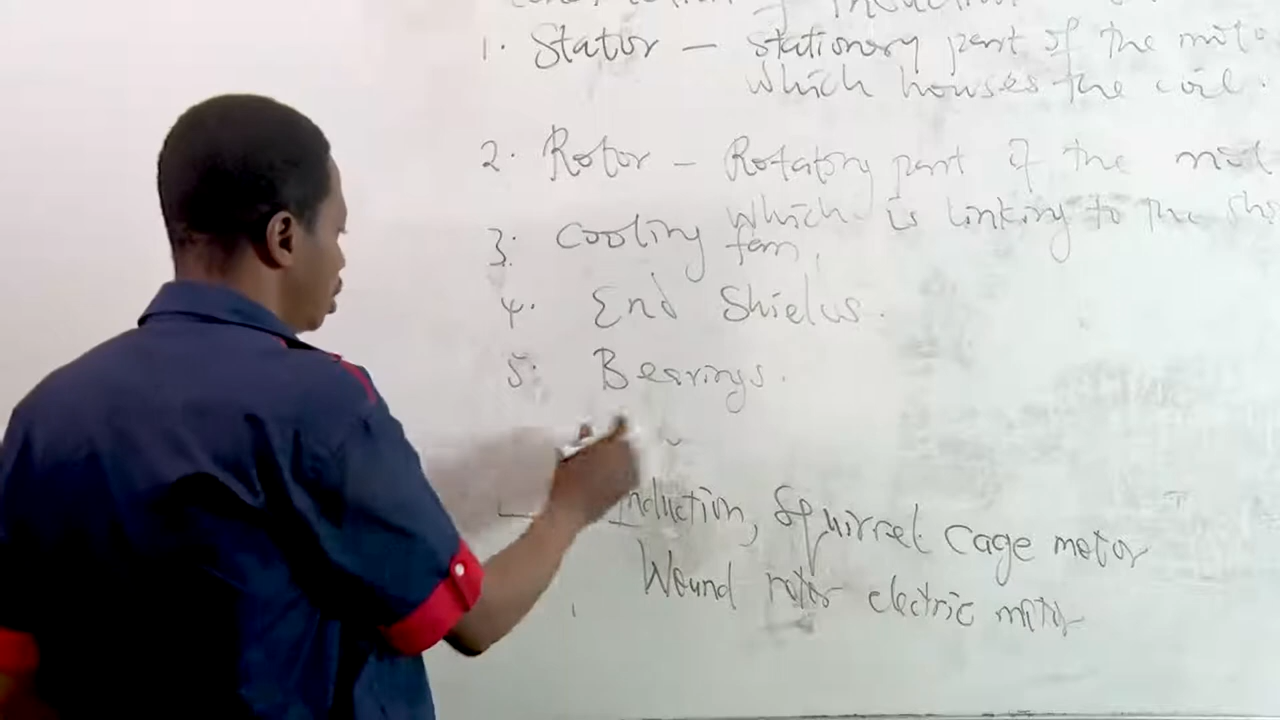 1. Stator - stationary part of the moto
which houses the coil.
2. Rotor - Rotatory part of the mot
which is linking to the sha
3. Cooling fan.
4. End Shields.
5. Bearings.
Induction, Squirrel Cage motor
Wound rotor electric motor